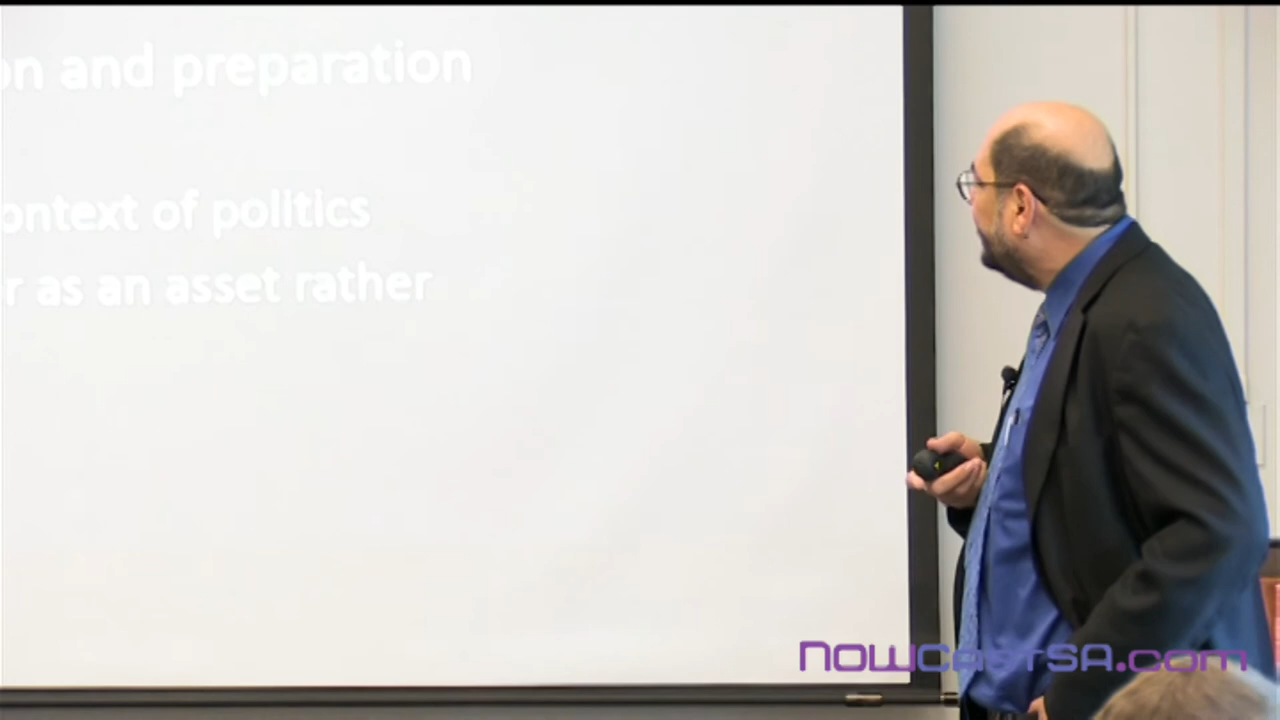 on and preparation
ontext of politics
r as an asset rather
NOWCASTSA.com